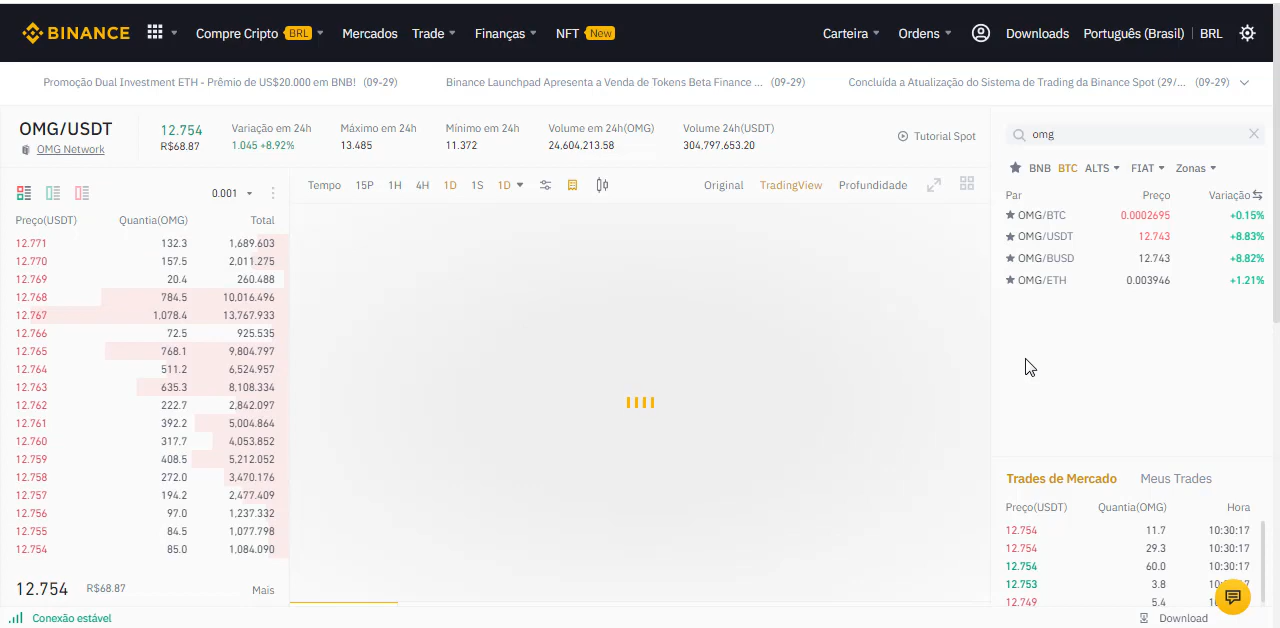 BINANCE Compre Cripto BRL Mercados Trade Finanças NFT New Carteira Ordens Downloads Português (Brasil) BRL
Promoção Dual Investment ETH - Prêmio de US$20.000 em BNB! (09-29) Binance Launchpad Apresenta a Venda de Tokens Beta Finance ... (09-29) Concluída a Atualização do Sistema de Trading da Binance Spot (29/... (09-29)
OMG/USDT
OMG Network
12.754
R$68.87
Variação em 24h
1.045 +8.92%
Máximo em 24h
13.485
Mínimo em 24h
11.372
Volume em 24h(OMG)
24,604,213.58
Volume 24h(USDT)
304,797,653.20
Tutorial Spot
0.001
Preço(USDT) Quantia(OMG) Total
12.771 132.3 1,689.603
12.770 157.5 2,011.275
12.769 20.4 260.488
12.768 784.5 10,016.496
12.767 1,078.4 13,767.933
12.766 72.5 925.535
12.765 768.1 9,804.797
12.764 511.2 6,524.957
12.763 635.3 8,108.334
12.762 222.7 2,842.097
12.761 392.2 5,004.864
12.760 317.7 4,053.852
12.759 408.5 5,212.052
12.758 272.0 3,470.176
12.757 194.2 2,477.409
12.756 97.0 1,237.332
12.755 84.5 1,077.798
12.754 85.0 1,084.090
12.754 R$68.87 Mais
Tempo 15P 1H 4H 1D 1S 1D Original TradingView Profundidade
omg
BNB BTC ALTS FIAT Zonas
Par Preço Variação
OMG/BTC 0.0002695 +0.15%
OMG/USDT 12.743 +8.83%
OMG/BUSD 12.743 +8.82%
OMG/ETH 0.003946 +1.21%
Trades de Mercado Meus Trades
Preço(USDT) Quantia(OMG) Hora
12.754 11.7 10:30:17
12.754 29.3 10:30:17
12.754 60.0 10:30:17
12.753 3.8
12.749 5.4
Conexão estável Download